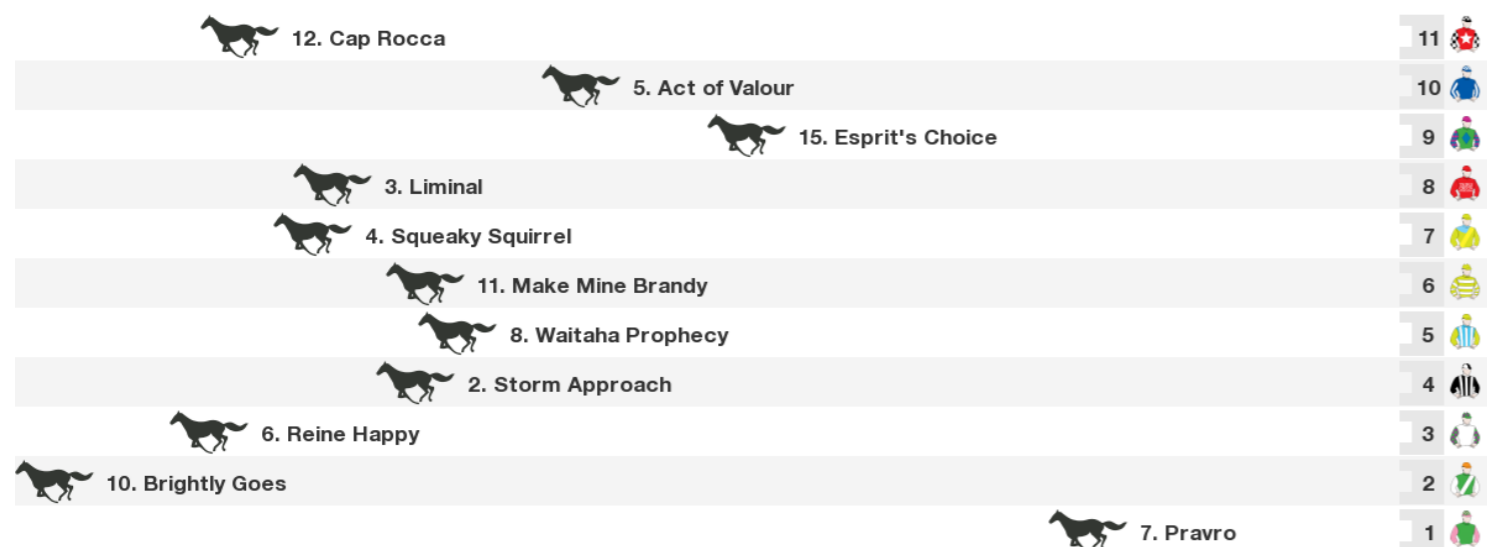 12. Cap Rocca 11
5. Act of Valour 10
15. Esprit's Choice 9
3. Liminal 8
4. Squeaky Squirrel 7
11. Make Mine Brandy 6
8. Waitaha Prophecy 5
2. Storm Approach 4
6. Reine Happy 3
10. Brightly Goes 2
7. Pravro 1